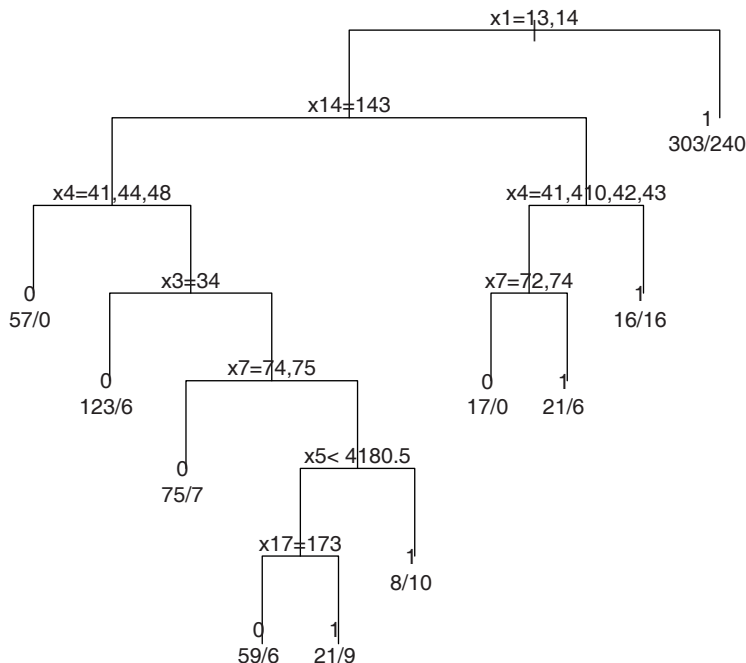 x1=13,14
x14=143
1
303/240
x4=41,44,48
x4=41,410,42,43
0
57/0
x3=34
x7=72,74
1
16/16
0
123/6
x7=74,75
0
17/0
1
21/6
0
75/7
x5< 4180.5
x17=173
1
8/10
0
59/6
1
21/9